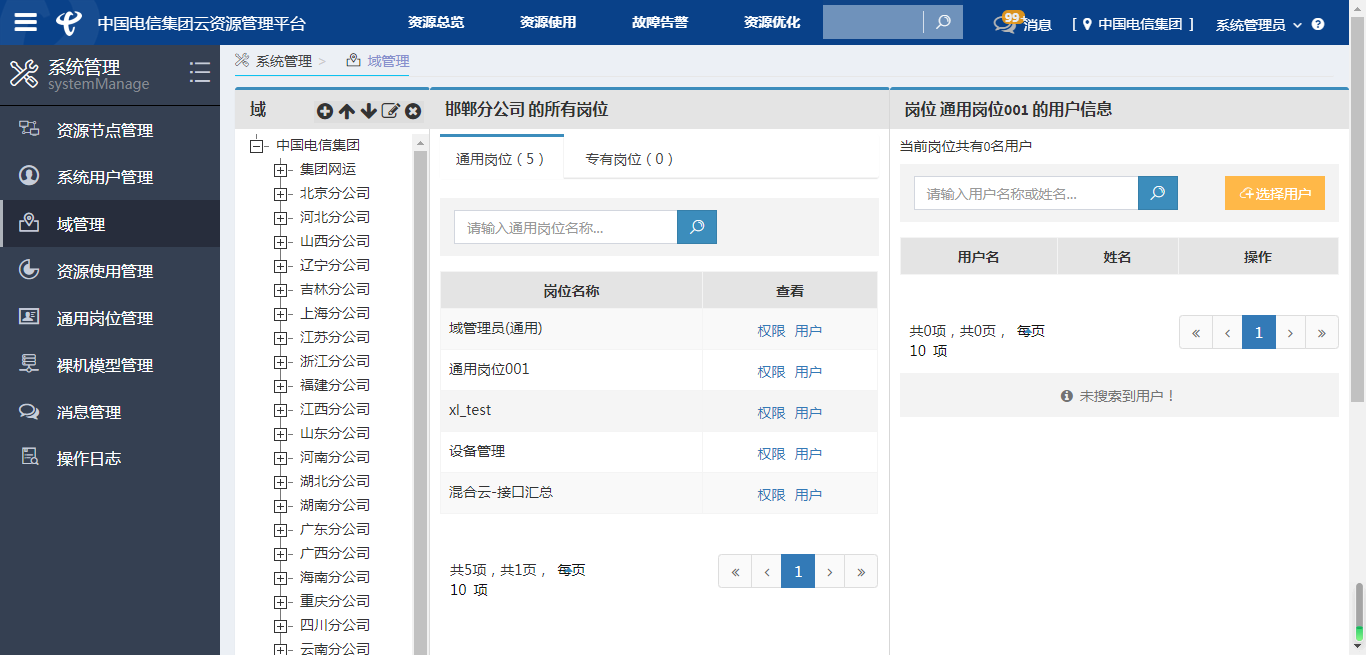 中国电信集团云资源管理平台
资源总览
资源使用
故障告警
资源优化
99
消息
[ 中国电信集团 ]
系统管理员
系统管理
systemManage
资源节点管理
系统用户管理
域管理
资源使用管理
通用岗位管理
裸机模型管理
消息管理
操作日志
系统管理 >
域管理
域
中国电信集团
集团网运
北京分公司
河北分公司
山西分公司
辽宁分公司
吉林分公司
上海分公司
江苏分公司
浙江分公司
福建分公司
江西分公司
山东分公司
河南分公司
湖北分公司
湖南分公司
广东分公司
广西分公司
海南分公司
重庆分公司
四川分公司
云南分公司
邯郸分公司 的所有岗位
通用岗位（5）
专有岗位（0）
请输入通用岗位名称...
岗位名称 查看
域管理员(通用) 权限 用户
通用岗位001 权限 用户
xl_test 权限 用户
设备管理 权限 用户
混合云-接口汇总 权限 用户
共5项，共1页， 每页
10 项
« ‹ 1 › »
岗位 通用岗位001 的用户信息
当前岗位共有0名用户
请输入用户名称或姓名...
选择用户
用户名 姓名 操作
共0项，共0页， 每页
10 项
« ‹ 1 › »
未搜索到用户！